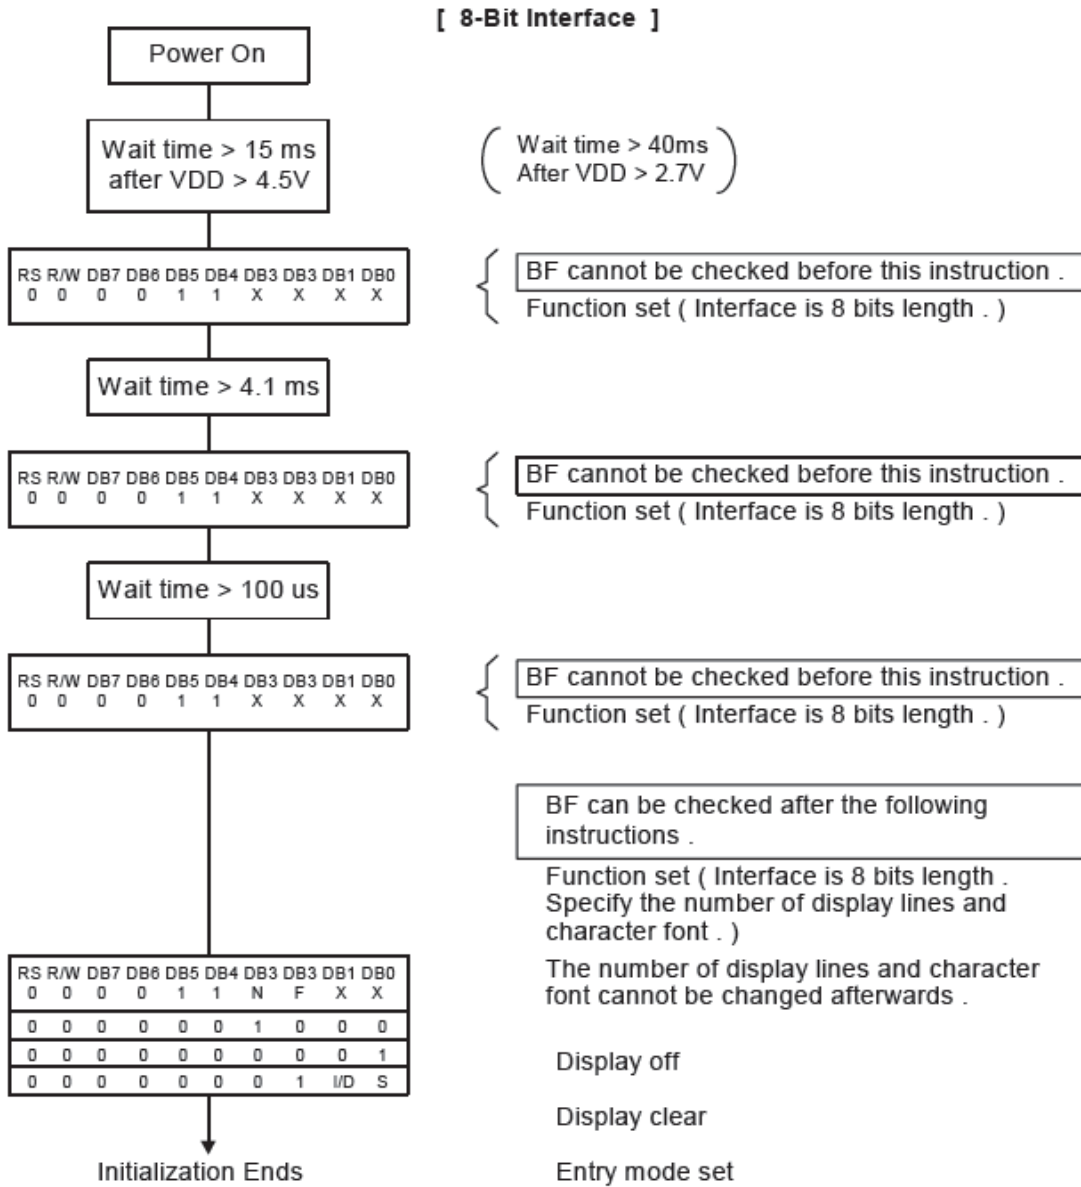 [ 8-Bit Interface ]
Power On
Wait time > 15 ms
after VDD > 4.5V
Wait time > 40ms
After VDD > 2.7V
RS R/W DB7 DB6 DB5 DB4 DB3 DB3 DB1 DB0
0 0 0 0 1 1 X X X X
BF cannot be checked before this instruction .
Function set ( Interface is 8 bits length . )
Wait time > 4.1 ms
RS R/W DB7 DB6 DB5 DB4 DB3 DB3 DB1 DB0
0 0 0 0 1 1 X X X X
BF cannot be checked before this instruction .
Function set ( Interface is 8 bits length . )
Wait time > 100 us
RS R/W DB7 DB6 DB5 DB4 DB3 DB3 DB1 DB0
0 0 0 0 1 1 X X X X
BF cannot be checked before this instruction .
Function set ( Interface is 8 bits length . )
BF can be checked after the following
instructions .
Function set ( Interface is 8 bits length .
Specify the number of display lines and
character font . )
The number of display lines and character
font cannot be changed afterwards .
RS R/W DB7 DB6 DB5 DB4 DB3 DB3 DB1 DB0
0 0 0 0 1 1 N F X X
0 0 0 0 0 0 1 0 0 0
0 0 0 0 0 0 0 0 0 1
0 0 0 0 0 0 0 1 I/D S
Display off
Display clear
Entry mode set
Initialization Ends